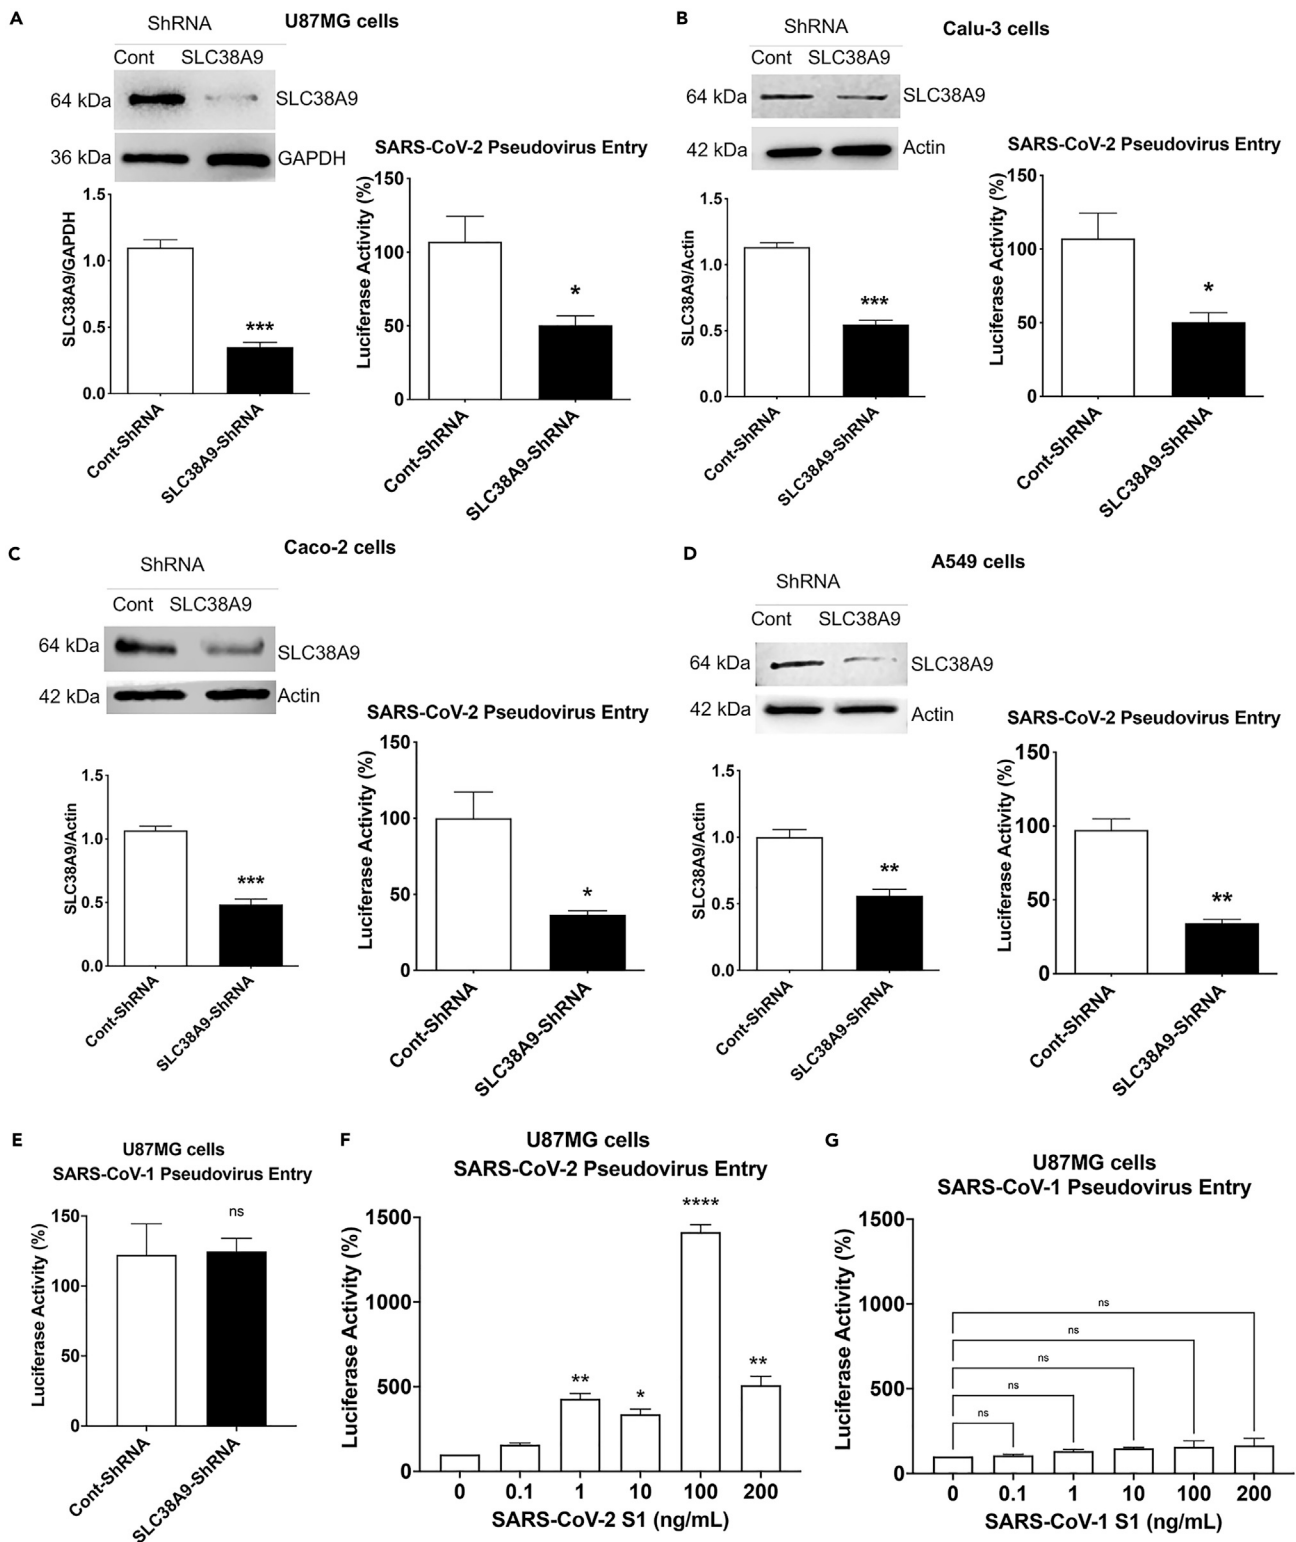 A
ShRNA
U87MG cells
Cont SLC38A9
64 kDa
SLC38A9
36 kDa
GAPDH
1.5
1.0
0.5
0.0
SLC38A9/GAPDH
***
Cont-ShRNA
SLC38A9-ShRNA
SARS-CoV-2 Pseudovirus Entry
150
100
50
0
Luciferase Activity (%)
*
Cont-ShRNA
SLC38A9-ShRNA
B
ShRNA
Calu-3 cells
Cont SLC38A9
64 kDa
SLC38A9
42 kDa
Actin
1.5
1.0
0.5
0.0
SLC38A9/Actin
***
Cont-ShRNA
SLC38A9-ShRNA
SARS-CoV-2 Pseudovirus Entry
150
100
50
0
Luciferase Activity (%)
*
Cont-ShRNA
SLC38A9-ShRNA
C
Caco-2 cells
ShRNA
Cont SLC38A9
64 kDa
SLC38A9
42 kDa
Actin
1.5
1.0
0.5
0.0
SLC38A9/Actin
***
Cont-ShRNA
SLC38A9-ShRNA
SARS-CoV-2 Pseudovirus Entry
150
100
50
0
Luciferase Activity (%)
*
Cont-ShRNA
SLC38A9-ShRNA
D
A549 cells
ShRNA
Cont SLC38A9
64 kDa
SLC38A9
42 kDa
Actin
1.5
1.0
0.5
0.0
SLC38A9/Actin
**
Cont-ShRNA
SLC38A9-ShRNA
SARS-CoV-2 Pseudovirus Entry
150
100
50
0
Luciferase Activity (%)
**
Cont-ShRNA
SLC38A9-ShRNA
E
U87MG cells
SARS-CoV-1 Pseudovirus Entry
150
100
50
0
Luciferase Activity (%)
ns
Cont-ShRNA
SLC38A9-ShRNA
F
U87MG cells
SARS-CoV-2 Pseudovirus Entry
1500
1000
500
0
Luciferase Activity (%)
**
*
****
**
0 0.1 1 10 100 200
SARS-CoV-2 S1 (ng/mL)
G
U87MG cells
SARS-CoV-1 Pseudovirus Entry
1500
1000
500
0
Luciferase Activity (%)
ns
ns
ns
ns
ns
0 0.1 1 10 100 200
SARS-CoV-1 S1 (ng/mL)